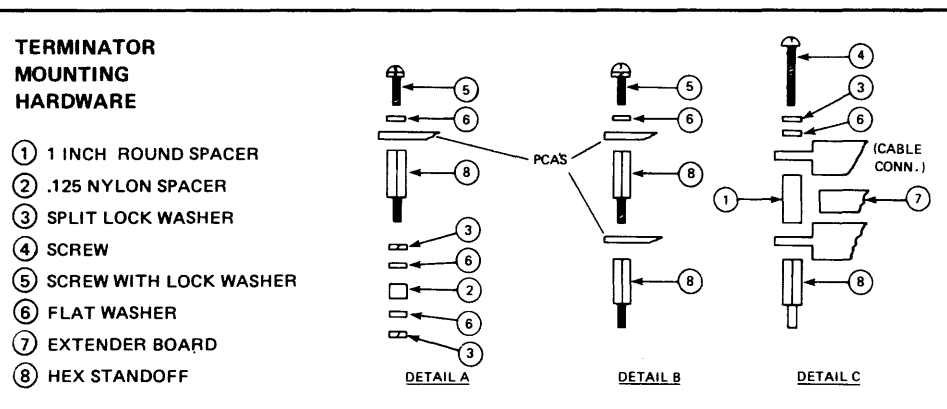 TERMINATOR
MOUNTING
HARDWARE
1 1 INCH ROUND SPACER
2 .125 NYLON SPACER
3 SPLIT LOCK WASHER
4 SCREW
5 SCREW WITH LOCK WASHER
6 FLAT WASHER
7 EXTENDER BOARD
8 HEX STANDOFF
5
6
8
3
6
2
6
3
DETAIL A
PCA'S
5
6
8
8
DETAIL B
4
3
6
(CABLE
CONN.)
1
7
8
DETAIL C